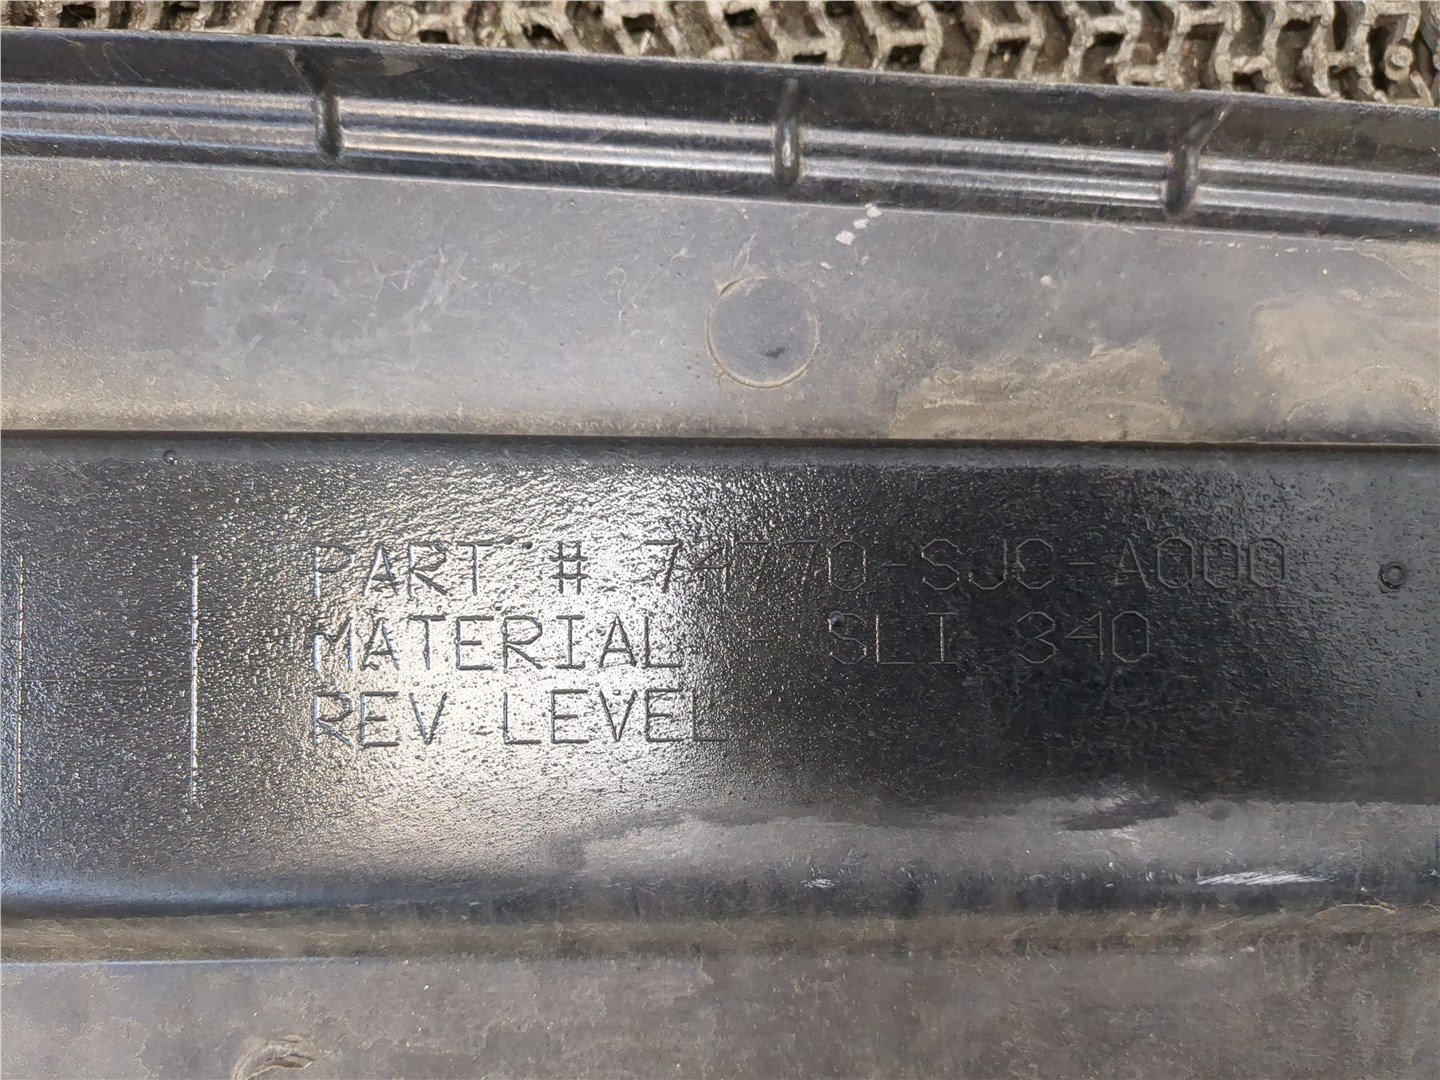 PART # 74770-SJC-A000
MATERIAL - SLI 340
REV LEVEL